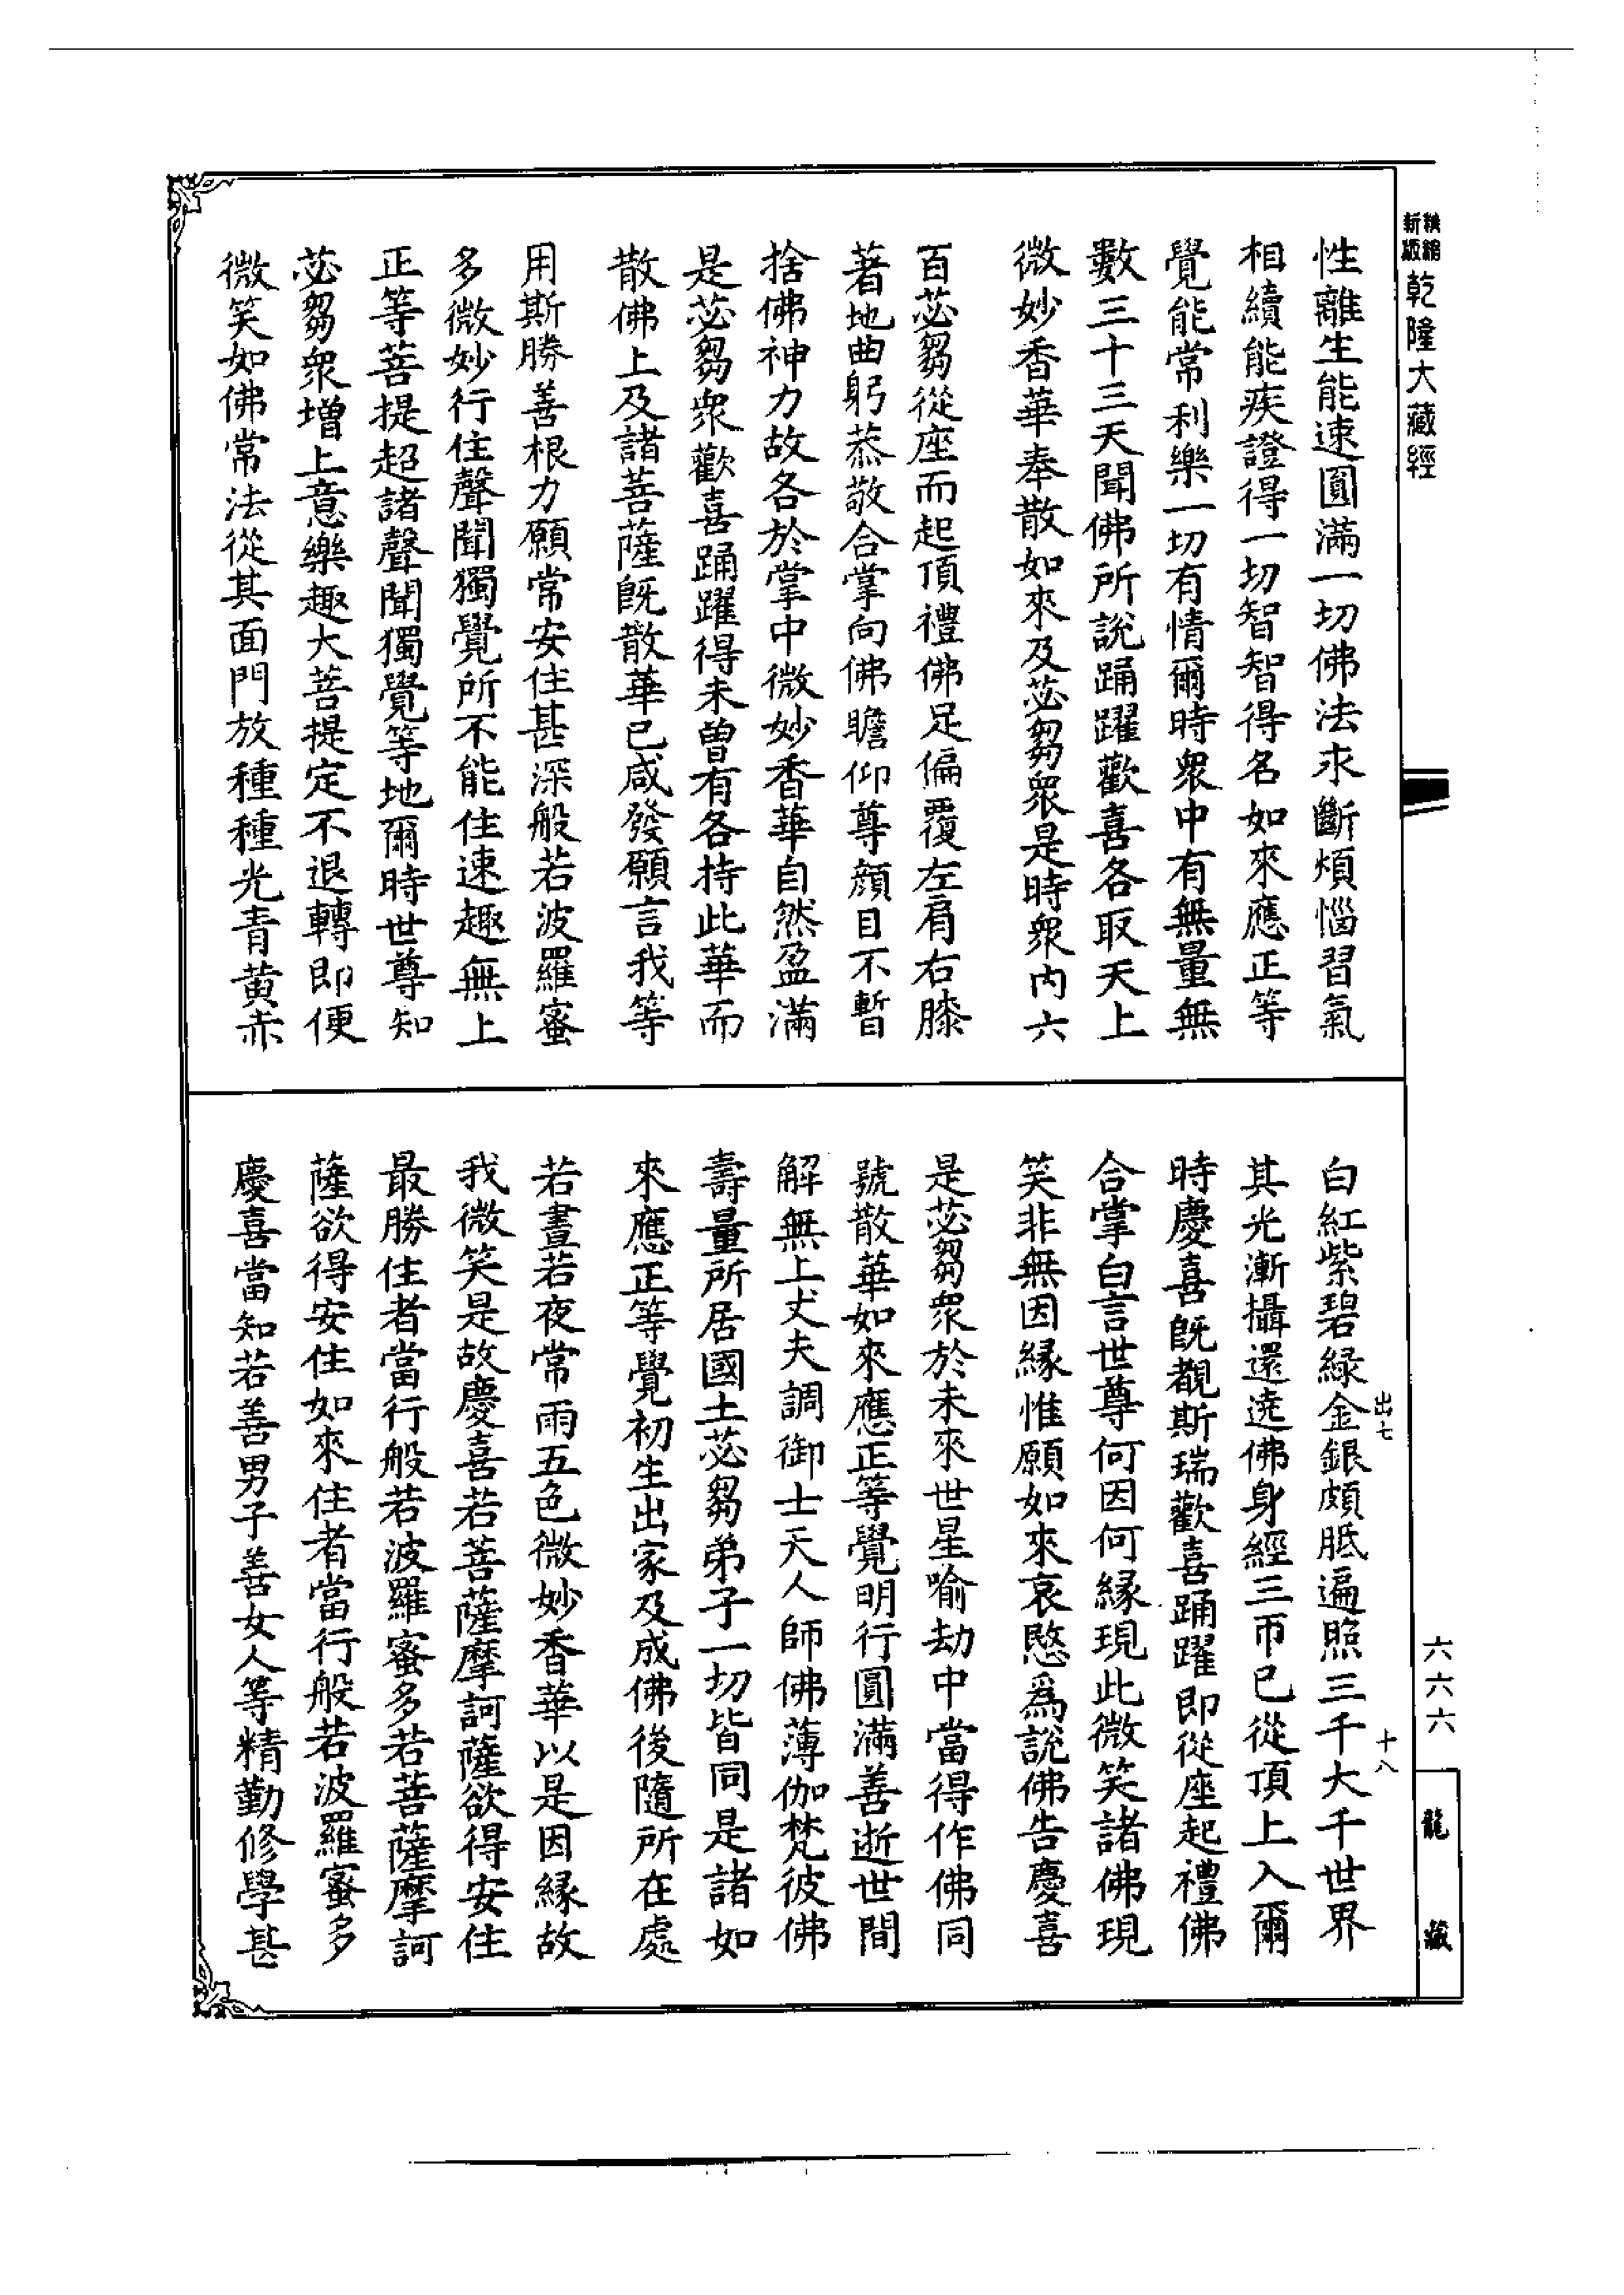 精縮
新版
乾隆大藏經
性離生能速圓滿一切佛法永斷煩惱習氣
相續能疾證得一切智智得名如來應正等
覺能常利樂一切有情爾時衆中有無量無
數三十三天聞佛所說踊躍歡喜各取天上
微妙香華奉散如來及苾芻衆是時衆內六
百苾芻從座而起頂禮佛足偏覆左肩右膝
著地曲躬恭敬合掌向佛瞻仰尊顔目不暫
捨佛神力故各於掌中微妙香華自然盈滿
是苾芻衆歡喜踊躍得未曾有各持此華而
散佛上及諸菩薩旣散華已咸發願言我等
用斯勝善根力願常安住甚深般若波羅蜜
多微妙行住聲聞獨覺所不能住速趣無上
正等菩提超諸聲聞獨覺等地爾時世尊知
苾芻衆增上意樂趣大菩提定不退轉即便
微笑如佛常法從其面門放種種光青黃赤
白紅紫碧緑金銀頗胝遍照三千大千世界
其光漸攝還遶佛身經三帀已從頂上入爾
時慶喜旣覩斯瑞歡喜踊躍即從座起禮佛
合掌白言世尊何因何縁現此微笑諸佛現
笑非無因縁惟願如來哀愍爲說佛告慶喜
是苾芻衆於未來世星喻劫中當得作佛同
號散華如來應正等覺明行圓滿善逝世間
解無上丈夫調御士天人師佛薄伽梵彼佛
壽量所居國土苾芻弟子一切皆同是諸如
來應正等覺初生出家及成佛後隨所在處
若晝若夜常雨五色微妙香華以是因縁故
我微笑是故慶喜若菩薩摩訶薩欲得安住
最勝住者當行般若波羅蜜多若菩薩摩訶
薩欲得安住如來住者當行般若波羅蜜多
慶喜當知若善男子善女人等精勤修學甚
出七
十八
六六六
龍藏